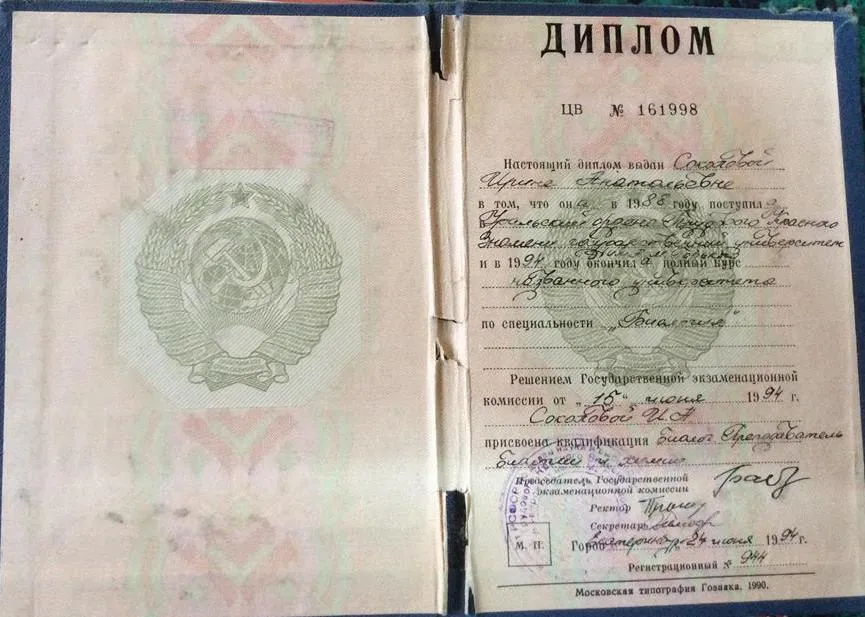 ДИПЛОМ
ЦВ № 161998
Настоящий диплом выдан
Ирине Анатольевне
в том, что она в 1988 году поступила
в Уральский ордена Трудового Красного
Знамени государственный университет
им. А. М. Горького
и в 1994 году окончила полный курс
названного университета
по специальности „Биология"
Решением Государственной экзаменационной
комиссии от „15" июня 1994 г.
И. А.
присвоена квалификация Биолог. Преподаватель
биологии и химии
Председатель Государственной
экзаменационной комиссии
Ректор
Секретарь
М. П.
Город Екатеринбург 24 июня 1994 г.
Регистрационный № 944
Московская типография Гознака. 1990.